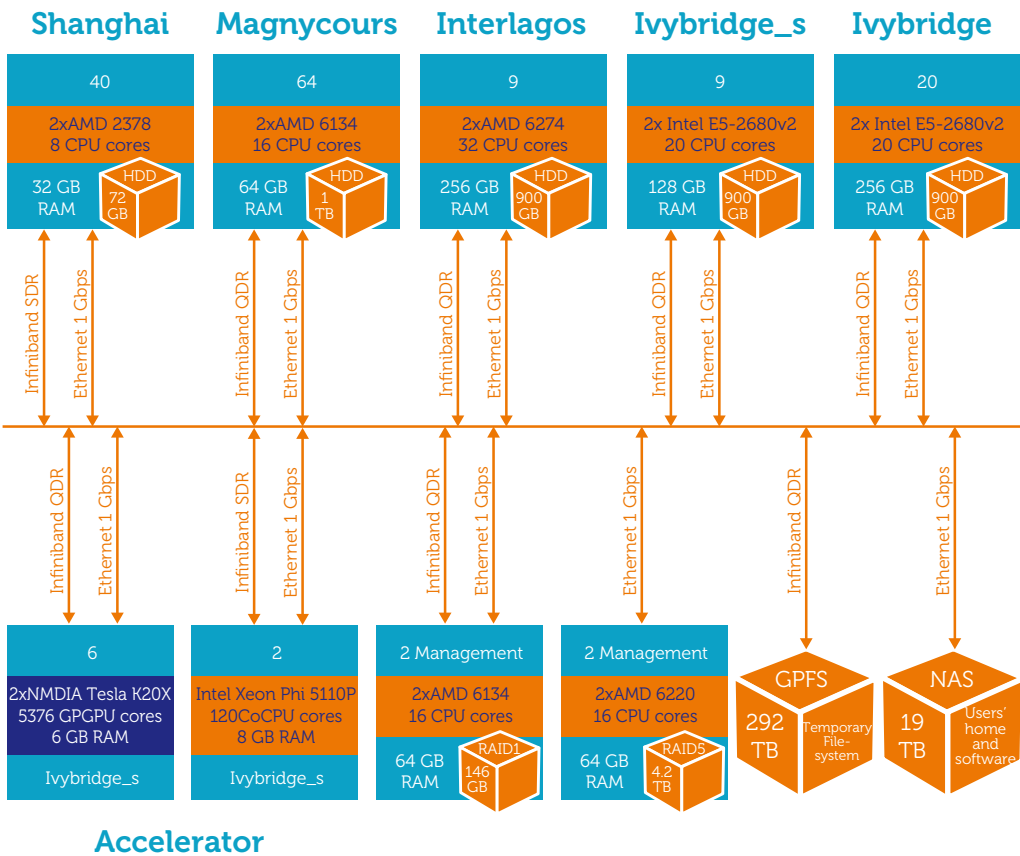 Shanghai
Magnycours
Interlagos
Ivybridge_s
Ivybridge
40
64
9
9
20
2xAMD 2378
8 CPU cores
2xAMD 6134
16 CPU cores
2xAMD 6274
32 CPU cores
2x Intel E5-2680v2
20 CPU cores
2x Intel E5-2680v2
20 CPU cores
32 GB
RAM
HDD
72
GB
64 GB
RAM
HDD
1
TB
256 GB
RAM
HDD
900
GB
128 GB
RAM
HDD
900
GB
256 GB
RAM
HDD
900
GB
Infiniband SDR
Ethernet 1 Gbps
Infiniband QDR
Ethernet 1 Gbps
Infiniband QDR
Ethernet 1 Gbps
Infiniband QDR
Ethernet 1 Gbps
Infiniband QDR
Ethernet 1 Gbps
Infiniband QDR
Ethernet 1 Gbps
Infiniband SDR
Ethernet 1 Gbps
Infiniband QDR
Ethernet 1 Gbps
Ethernet 1 Gbps
Infiniband QDR
Ethernet 1 Gbps
6
2xNMDIA Tesla K20X
5376 GPGPU cores
6 GB RAM
Ivybridge_s
2
Intel Xeon Phi 5110P
120CoCPU cores
8 GB RAM
Ivybridge_s
2 Management
2xAMD 6134
16 CPU cores
64 GB
RAM
RAID1
146
GB
2 Management
2xAMD 6220
16 CPU cores
64 GB
RAM
RAID5
4.2
TB
GPFS
292
TB
Temporary
File-
system
NAS
19
TB
Users'
home
and
software
Accelerator